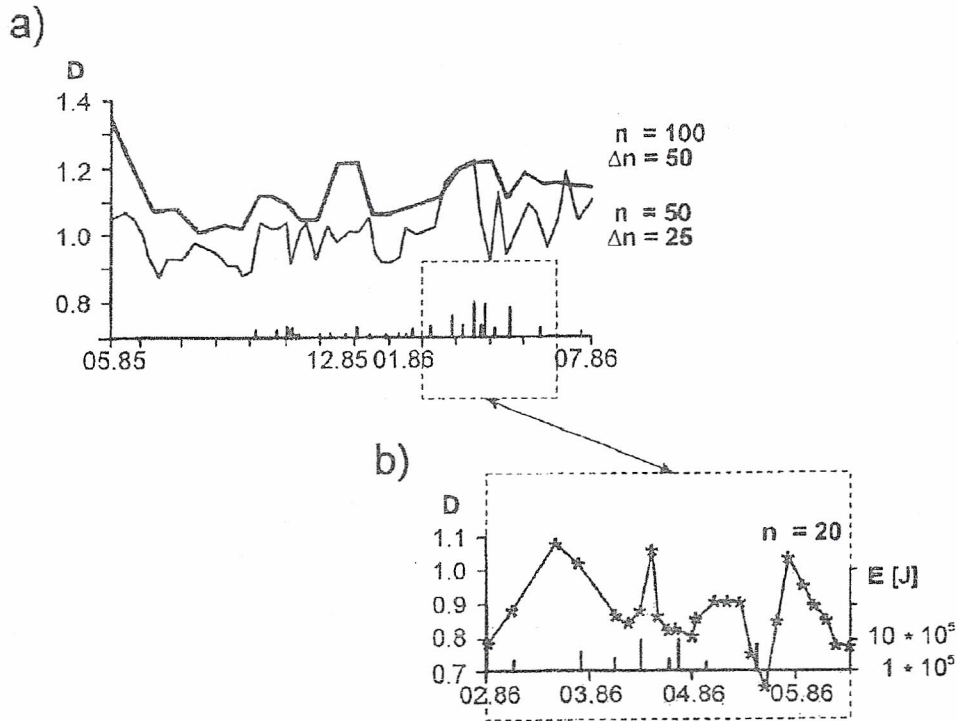 a)
D
1.4
1.2
1.0
0.8
n = 100
Δn = 50
n = 50
Δn = 25
05.85 12.85 01.86 07.86
b)
D
n = 20
1.1
1.0
0.9
0.8
0.7
E [J]
10 * 10⁵
1 * 10⁵
02.86 03.86 04.86 05.86